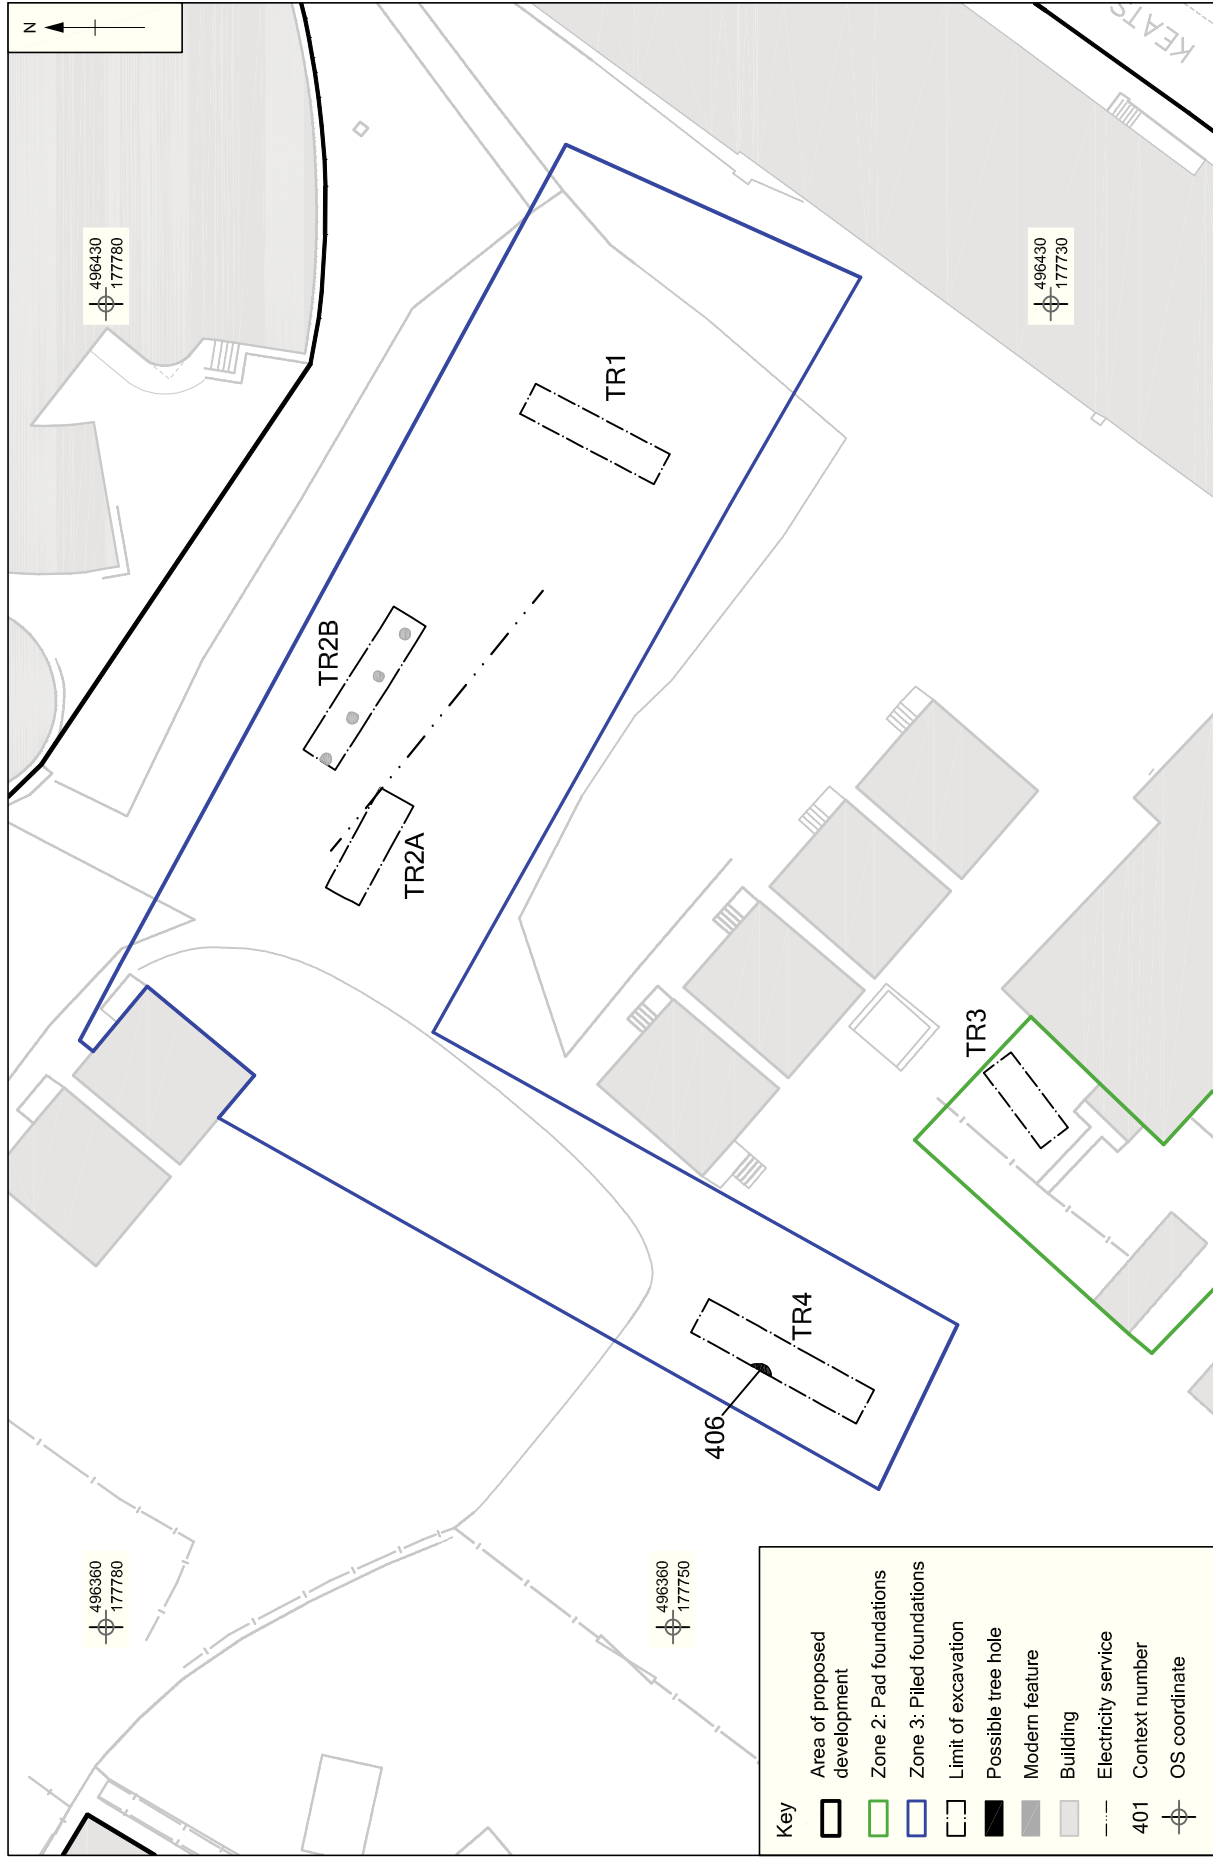 N
KEATS
496430
177780
496430
177730
TR1
TR2B
TR2A
TR3
TR4
406
496360
177780
496360
177750
Key
Area of proposed
development
Zone 2: Pad foundations
Zone 3: Piled foundations
Limit of excavation
Possible tree hole
Modern feature
Building
Electricity service
401 Context number
OS coordinate